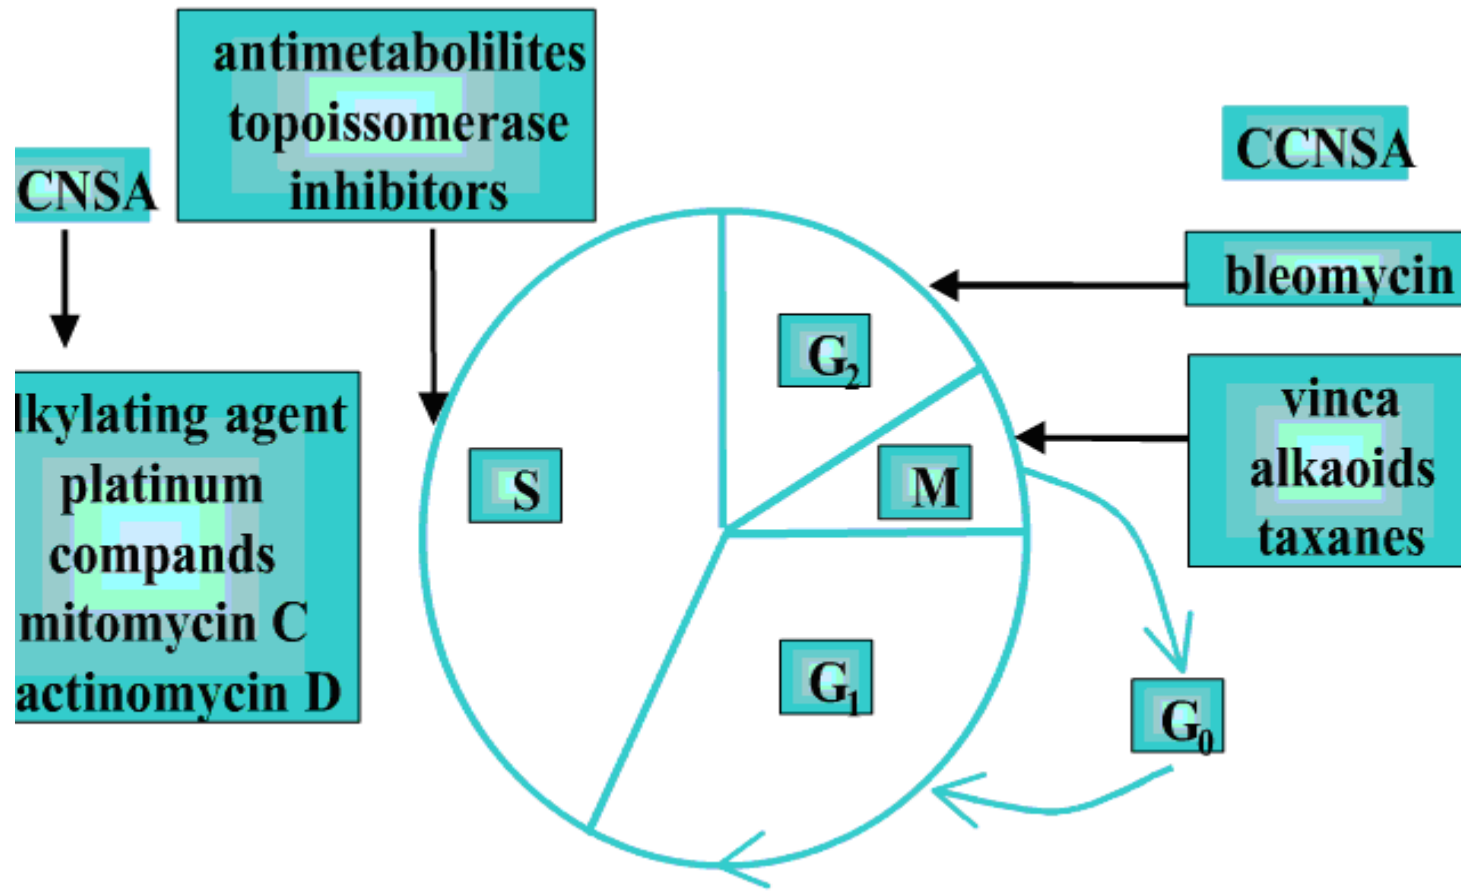 antimetabolilites
topoissomerase
inhibitors
CNSA
CCNSA
bleomycin
vinca
alkaoids
taxanes
lkylating agent
platinum
compands
mitomycin C
actinomycin D
G₂
S
M
G₁
G₀